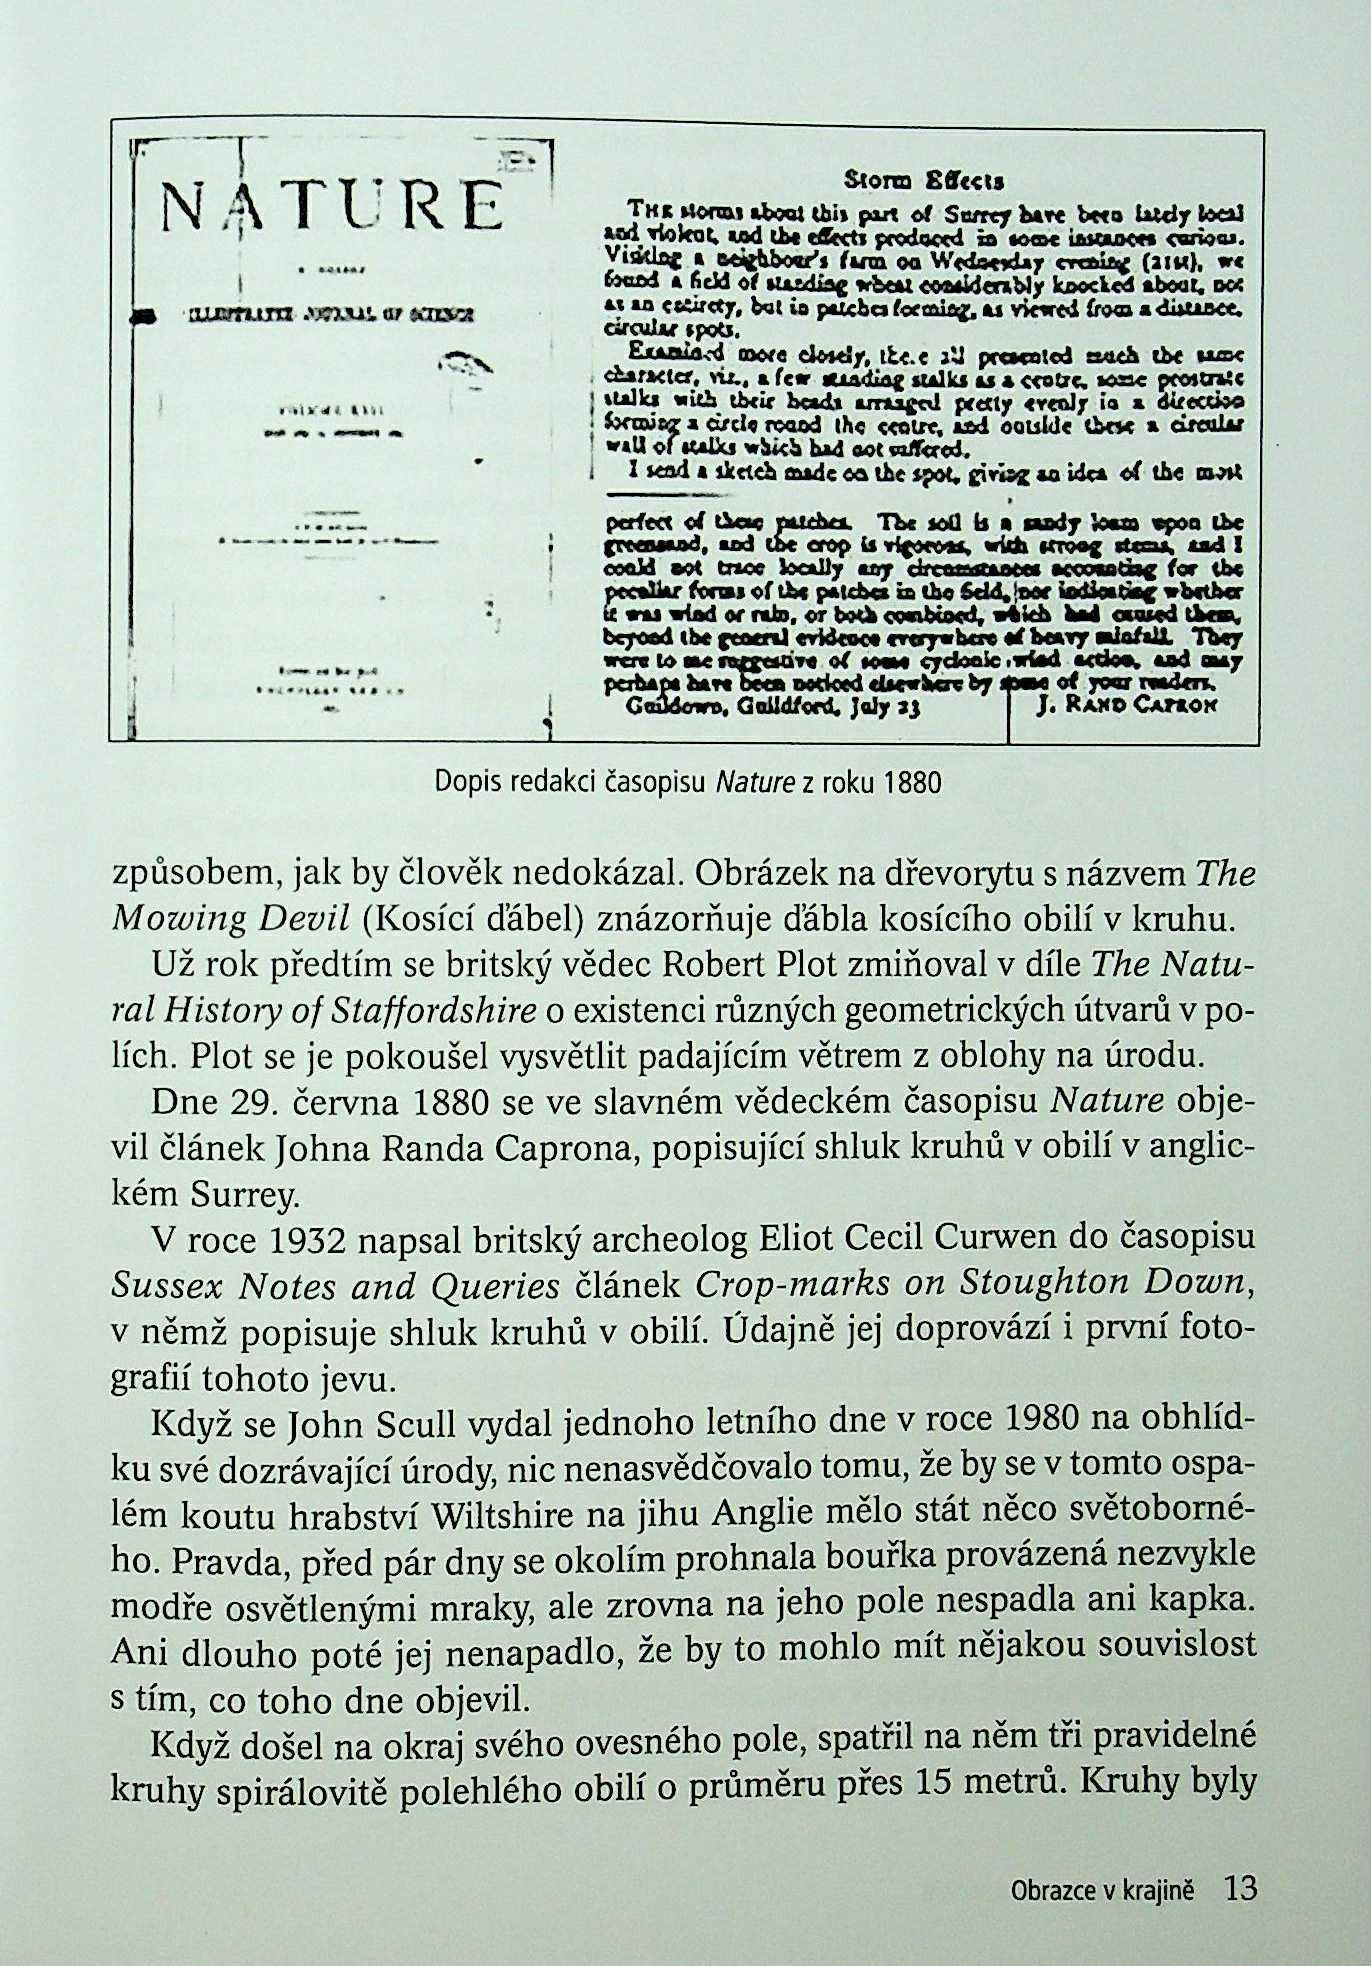 NATURE
ILLUSTRATED JOURNAL OF SCIENCE
Storm Effects
THE storms about this part of Surrey have been lately local
and violent, and the effects produced in some instances curious.
Visiting a neighbour's farm on Wednesday evening (21st), we
found a field of standing wheat considerably knocked about, not
as an entirety, but in patches forming, as viewed from a distance,
circular spots.
Examined more closely, these all presented much the same
character, viz., a few standing stalks as a centre, some prostrate
stalks with their heads arranged pretty evenly in a direction
forming a circle round the centre, and outside these a circular
wall of stalks which had not suffered.
I send a sketch made on the spot, giving an idea of the most
perfect of these patches. The soil is a sandy loam upon the
greensand, and the crop is vigorous, with strong stems, and I
could not trace locally any circumstances accounting for the
peculiar forms of the patches in the field, nor indicating whether
it was wind or rain, or both combined, which had caused them,
beyond the general evidence everywhere of heavy rainfall. They
were to me suggestive of some cyclonic wind action, and may
perhaps have been noticed elsewhere by some of your readers.
Guildown, Guildford, July 23 J. RAND CAPRON
Dopis redakci časopisu Nature z roku 1880
způsobem, jak by člověk nedokázal. Obrázek na dřevorytu s názvem The
Mowing Devil (Kosící ďábel) znázorňuje ďábla kosícího obilí v kruhu.
Už rok předtím se britský vědec Robert Plot zmiňoval v díle The Natu-
ral History of Staffordshire o existenci různých geometrických útvarů v po-
lích. Plot se je pokoušel vysvětlit padajícím větrem z oblohy na úrodu.
Dne 29. června 1880 se ve slavném vědeckém časopisu Nature obje-
vil článek Johna Randa Caprona, popisující shluk kruhů v obilí v anglic-
kém Surrey.
V roce 1932 napsal britský archeolog Eliot Cecil Curwen do časopisu
Sussex Notes and Queries článek Crop-marks on Stoughton Down,
v němž popisuje shluk kruhů v obilí. Údajně jej doprovází i první foto-
grafií tohoto jevu.
Když se John Scull vydal jednoho letního dne v roce 1980 na obhlíd-
ku své dozrávající úrody, nic nenasvědčovalo tomu, že by se v tomto ospa-
lém koutu hrabství Wiltshire na jihu Anglie mělo stát něco světoborné-
ho. Pravda, před pár dny se okolím prohnala bouřka provázená nezvykle
modře osvětlenými mraky, ale zrovna na jeho pole nespadla ani kapka.
Ani dlouho poté jej nenapadlo, že by to mohlo mít nějakou souvislost
s tím, co toho dne objevil.
Když došel na okraj svého ovesného pole, spatřil na něm tři pravidelné
kruhy spirálovitě polehlého obilí o průměru přes 15 metrů. Kruhy byly
Obrazce v krajině 13